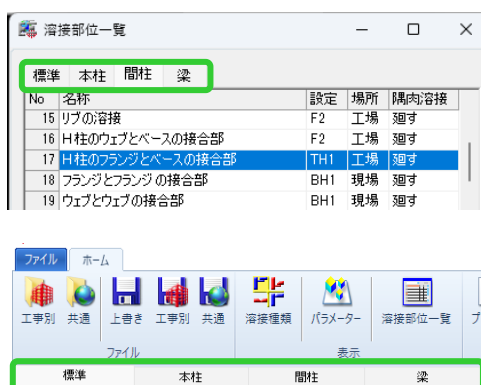 溶接部位一覧
標準 本柱 間柱 梁
No 名称 設定 場所 隅肉溶接
15 リブの溶接 F2 工場 廻す
16 H柱のウェブとベースの接合部 F2 工場 廻す
17 H柱のフランジとベースの接合部 TH1 工場 廻す
18 フランジとフランジの接合部 BH1 現場 廻す
19 ウェブとウェブの接合部 BH1 現場 廻す
ファイル ホーム
工事別 共通 上書き 工事別 共通 溶接種類 パラメーター 溶接部位一覧
ファイル 表示
標準 本柱 間柱 梁